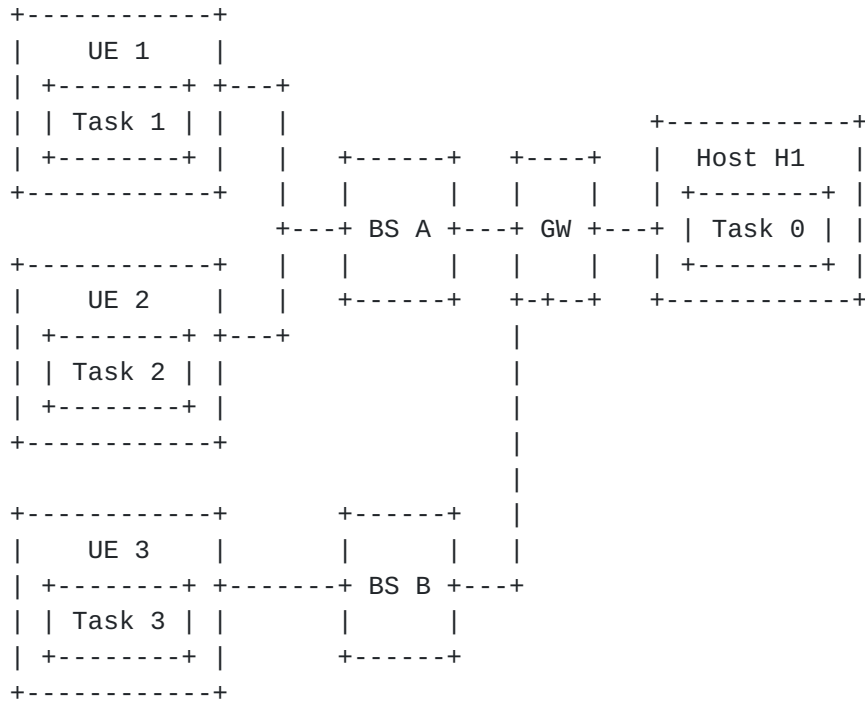 UE 1
Task 1
Host H1
BS A
GW
Task 0
UE 2
Task 2
UE 3
BS B
Task 3